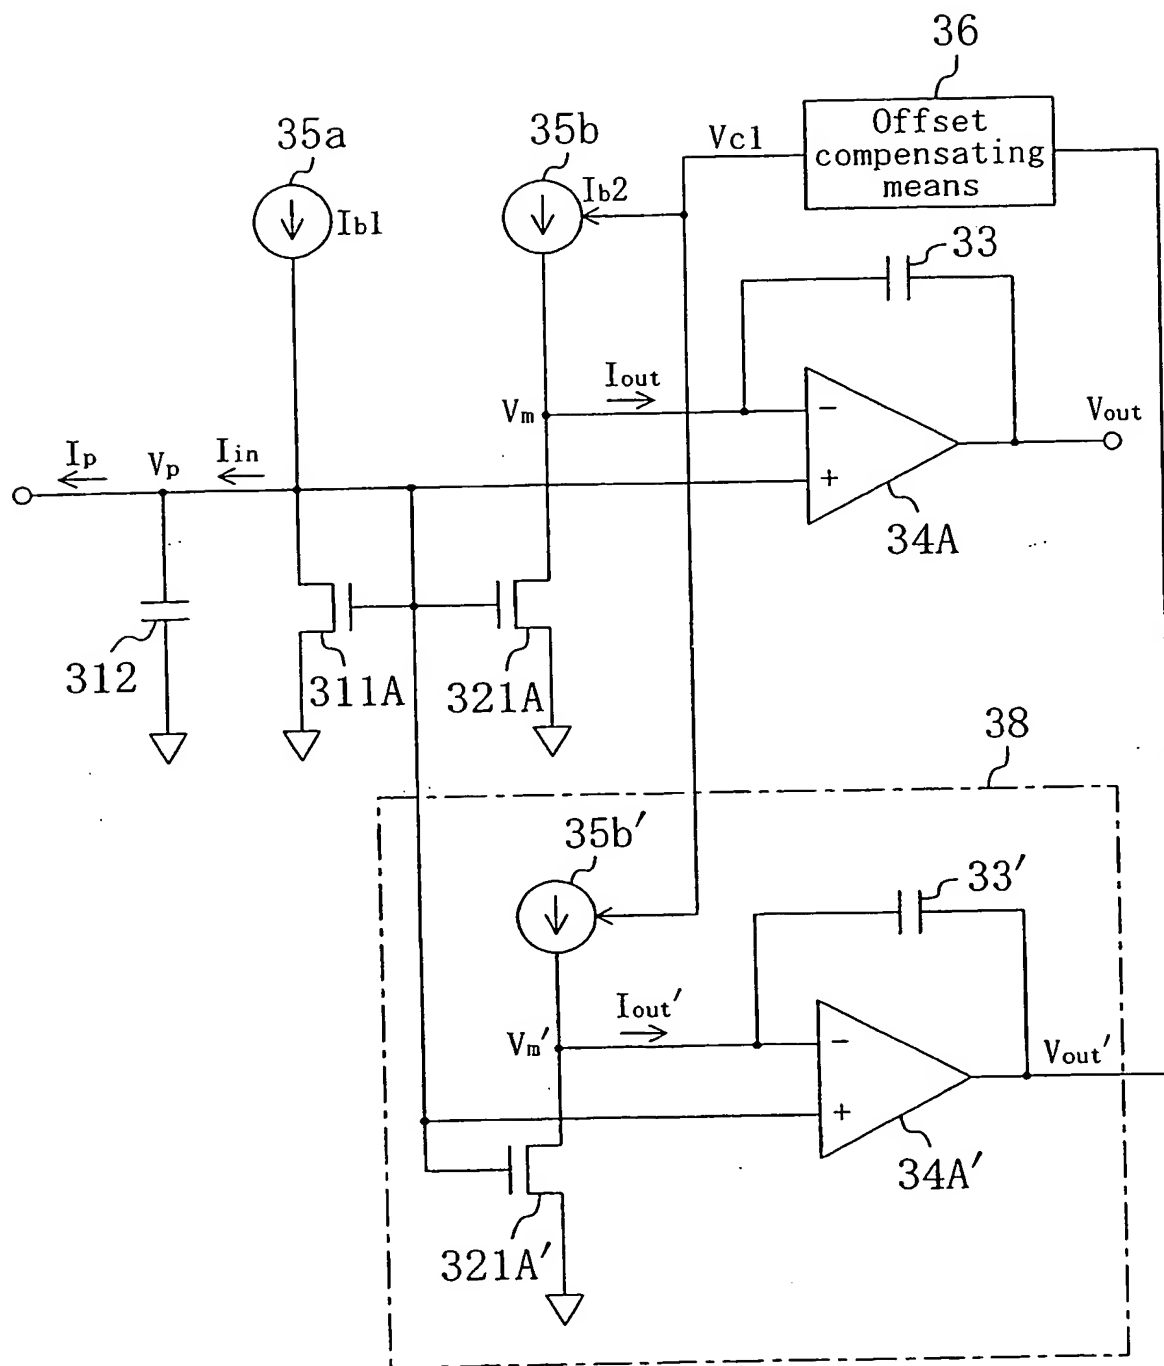 36
Offset
compensating
means
Vc1
35a
35b
Ib1
Ib2
33
Iout
Vm
−
+
Vout
34A
Ip
Vp
Iin
312
311A
321A
38
35b′
33′
Iout′
Vm′
−
+
Vout′
34A′
321A′